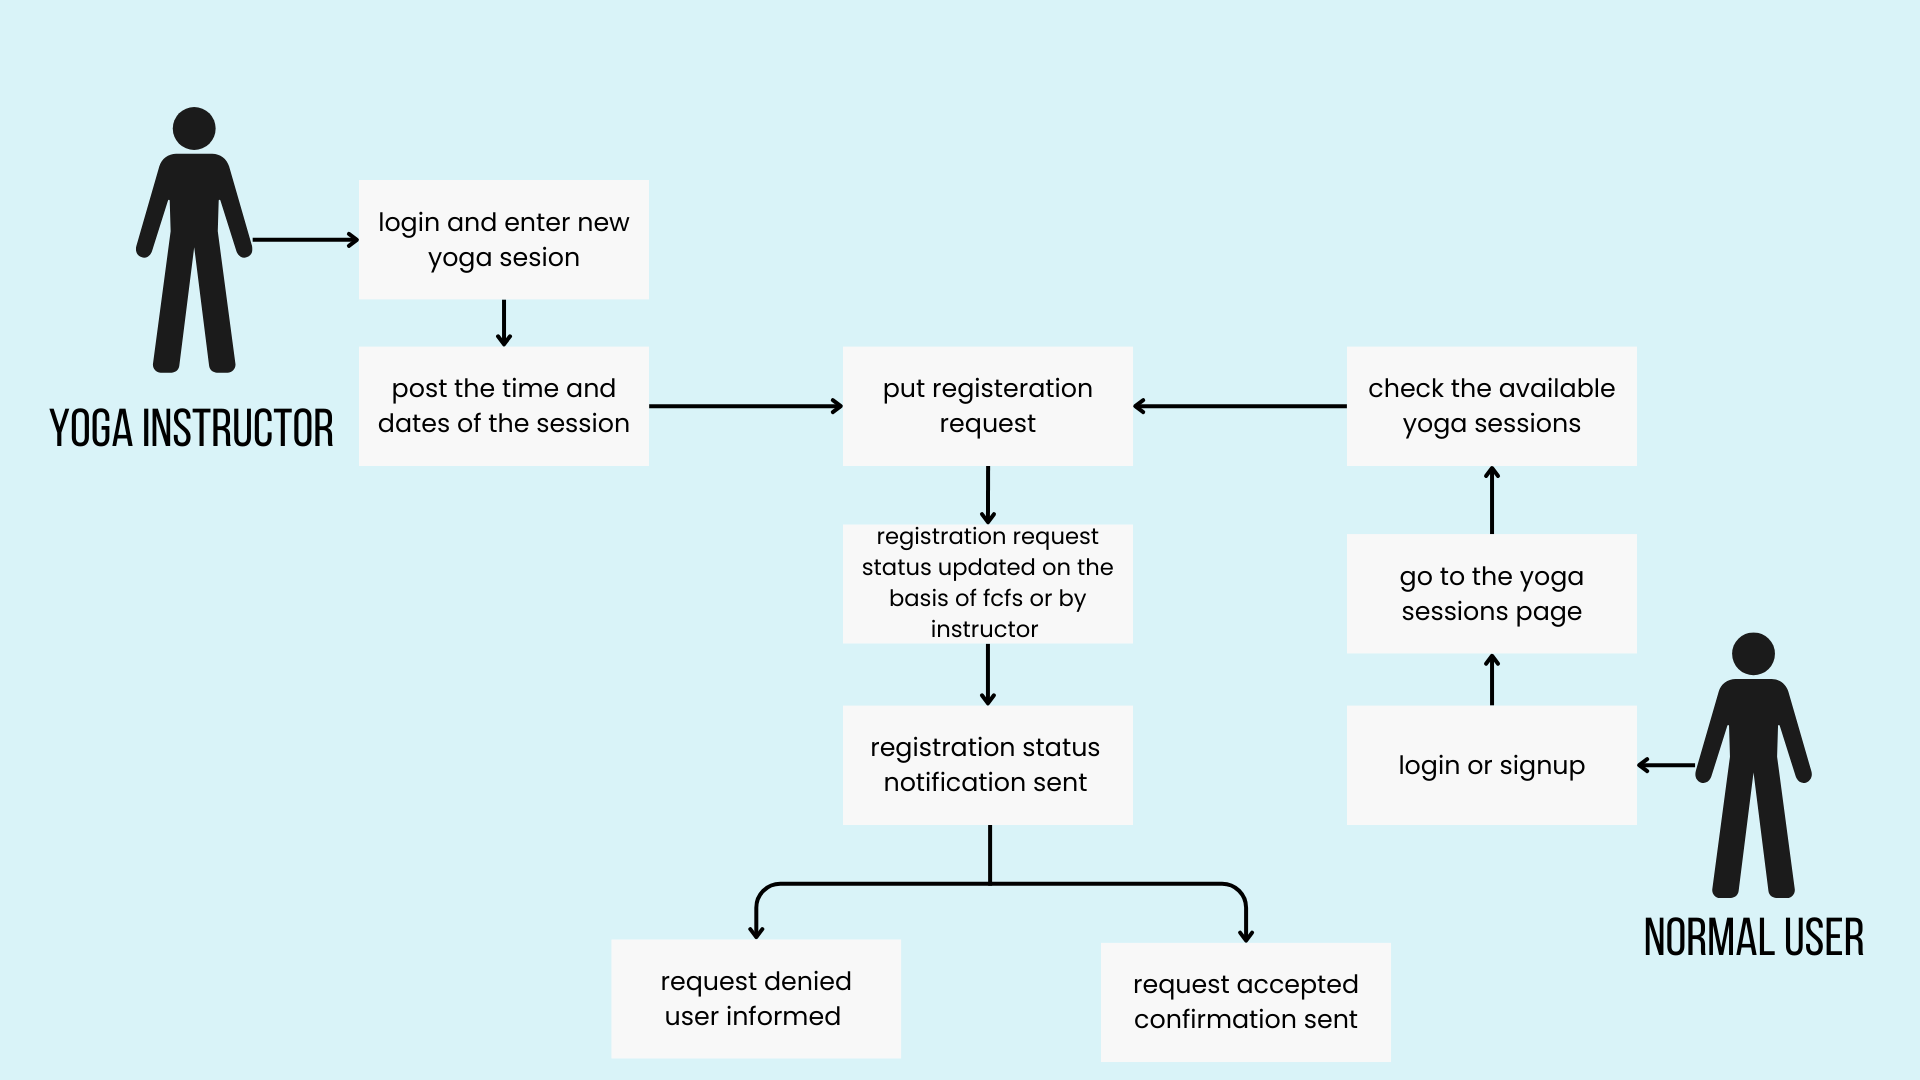 login and enter new
yoga sesion
YOGA INSTRUCTOR
post the time and
dates of the session
put registeration
request
check the available
yoga sessions
registration request
status updated on the
basis of fcfs or by
instructor
go to the yoga
sessions page
registration status
notification sent
login or signup
NORMAL USER
request denied
user informed
request accepted
confirmation sent